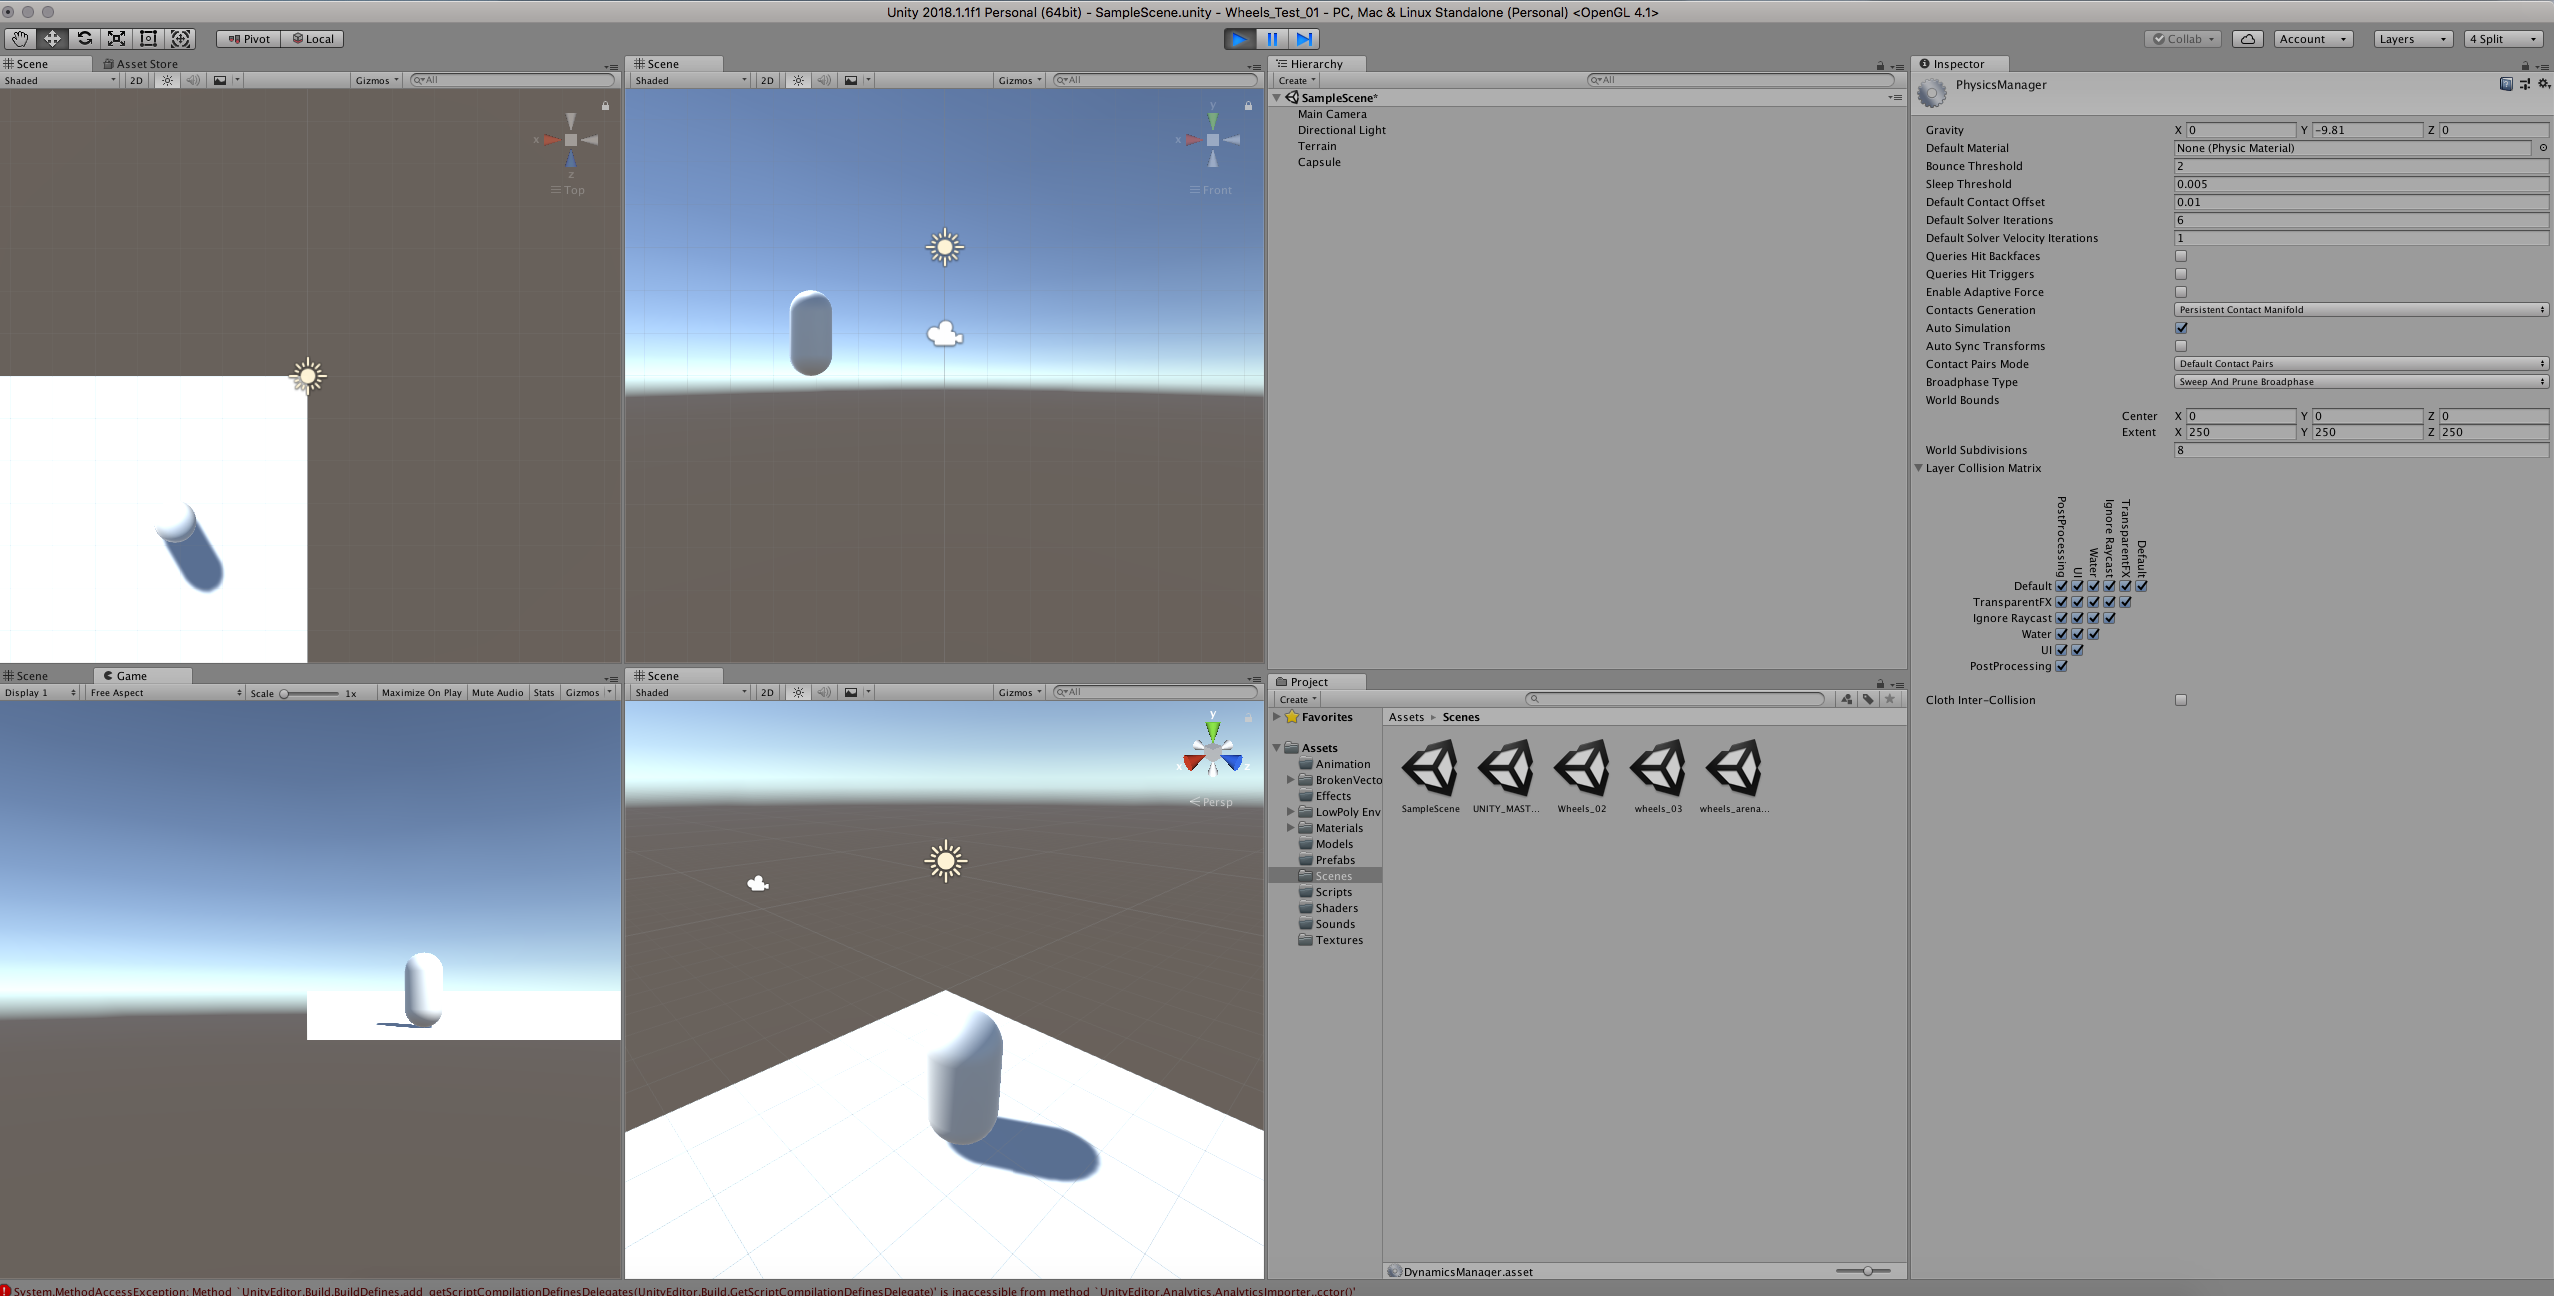 Unity 2018.1.1f1 Personal (64bit) - SampleScene.unity - Wheels_Test_01 - PC, Mac & Linux Standalone (Personal) <OpenGL 4.1>
Pivot Local
Collab Account Layers 4 Split
Scene Asset Store
Shaded 2D Gizmos All
x z
Top
Scene
Shaded 2D Gizmos All
y x
Front
Scene Game
Display 1 Free Aspect Scale 1x Maximize On Play Mute Audio Stats Gizmos
Scene
Shaded 2D Gizmos All
y
x z
Persp
Hierarchy
Create All
SampleScene*
Main Camera
Directional Light
Terrain
Capsule
Project
Create
Favorites
Assets
Animation
BrokenVecto
Effects
LowPoly Env
Materials
Models
Prefabs
Scenes
Scripts
Shaders
Sounds
Textures
Assets Scenes
SampleScene UNITY_MAST... Wheels_02 wheels_03 wheels_arena...
DynamicsManager.asset
Inspector
PhysicsManager
Gravity X 0 Y -9.81 Z 0
Default Material None (Physic Material)
Bounce Threshold 2
Sleep Threshold 0.005
Default Contact Offset 0.01
Default Solver Iterations 6
Default Solver Velocity Iterations 1
Queries Hit Backfaces
Queries Hit Triggers
Enable Adaptive Force
Contacts Generation Persistent Contact Manifold
Auto Simulation
Auto Sync Transforms
Contact Pairs Mode Default Contact Pairs
Broadphase Type Sweep And Prune Broadphase
World Bounds
Center X 0 Y 0 Z 0
Extent X 250 Y 250 Z 250
World Subdivisions 8
Layer Collision Matrix
PostProcessing UI Water Ignore Raycast TransparentFX Default
Default
TransparentFX
Ignore Raycast
Water
UI
PostProcessing
Cloth Inter-Collision
System.MethodAccessException: Method `UnityEditor.Build.BuildDefines.add_getScriptCompilationDefinesDelegates(UnityEditor.Build.GetScriptCompilationDefinesDelegate)' is inaccessible from method `UnityEditor.Analytics.AnalyticsImporter..cctor()'